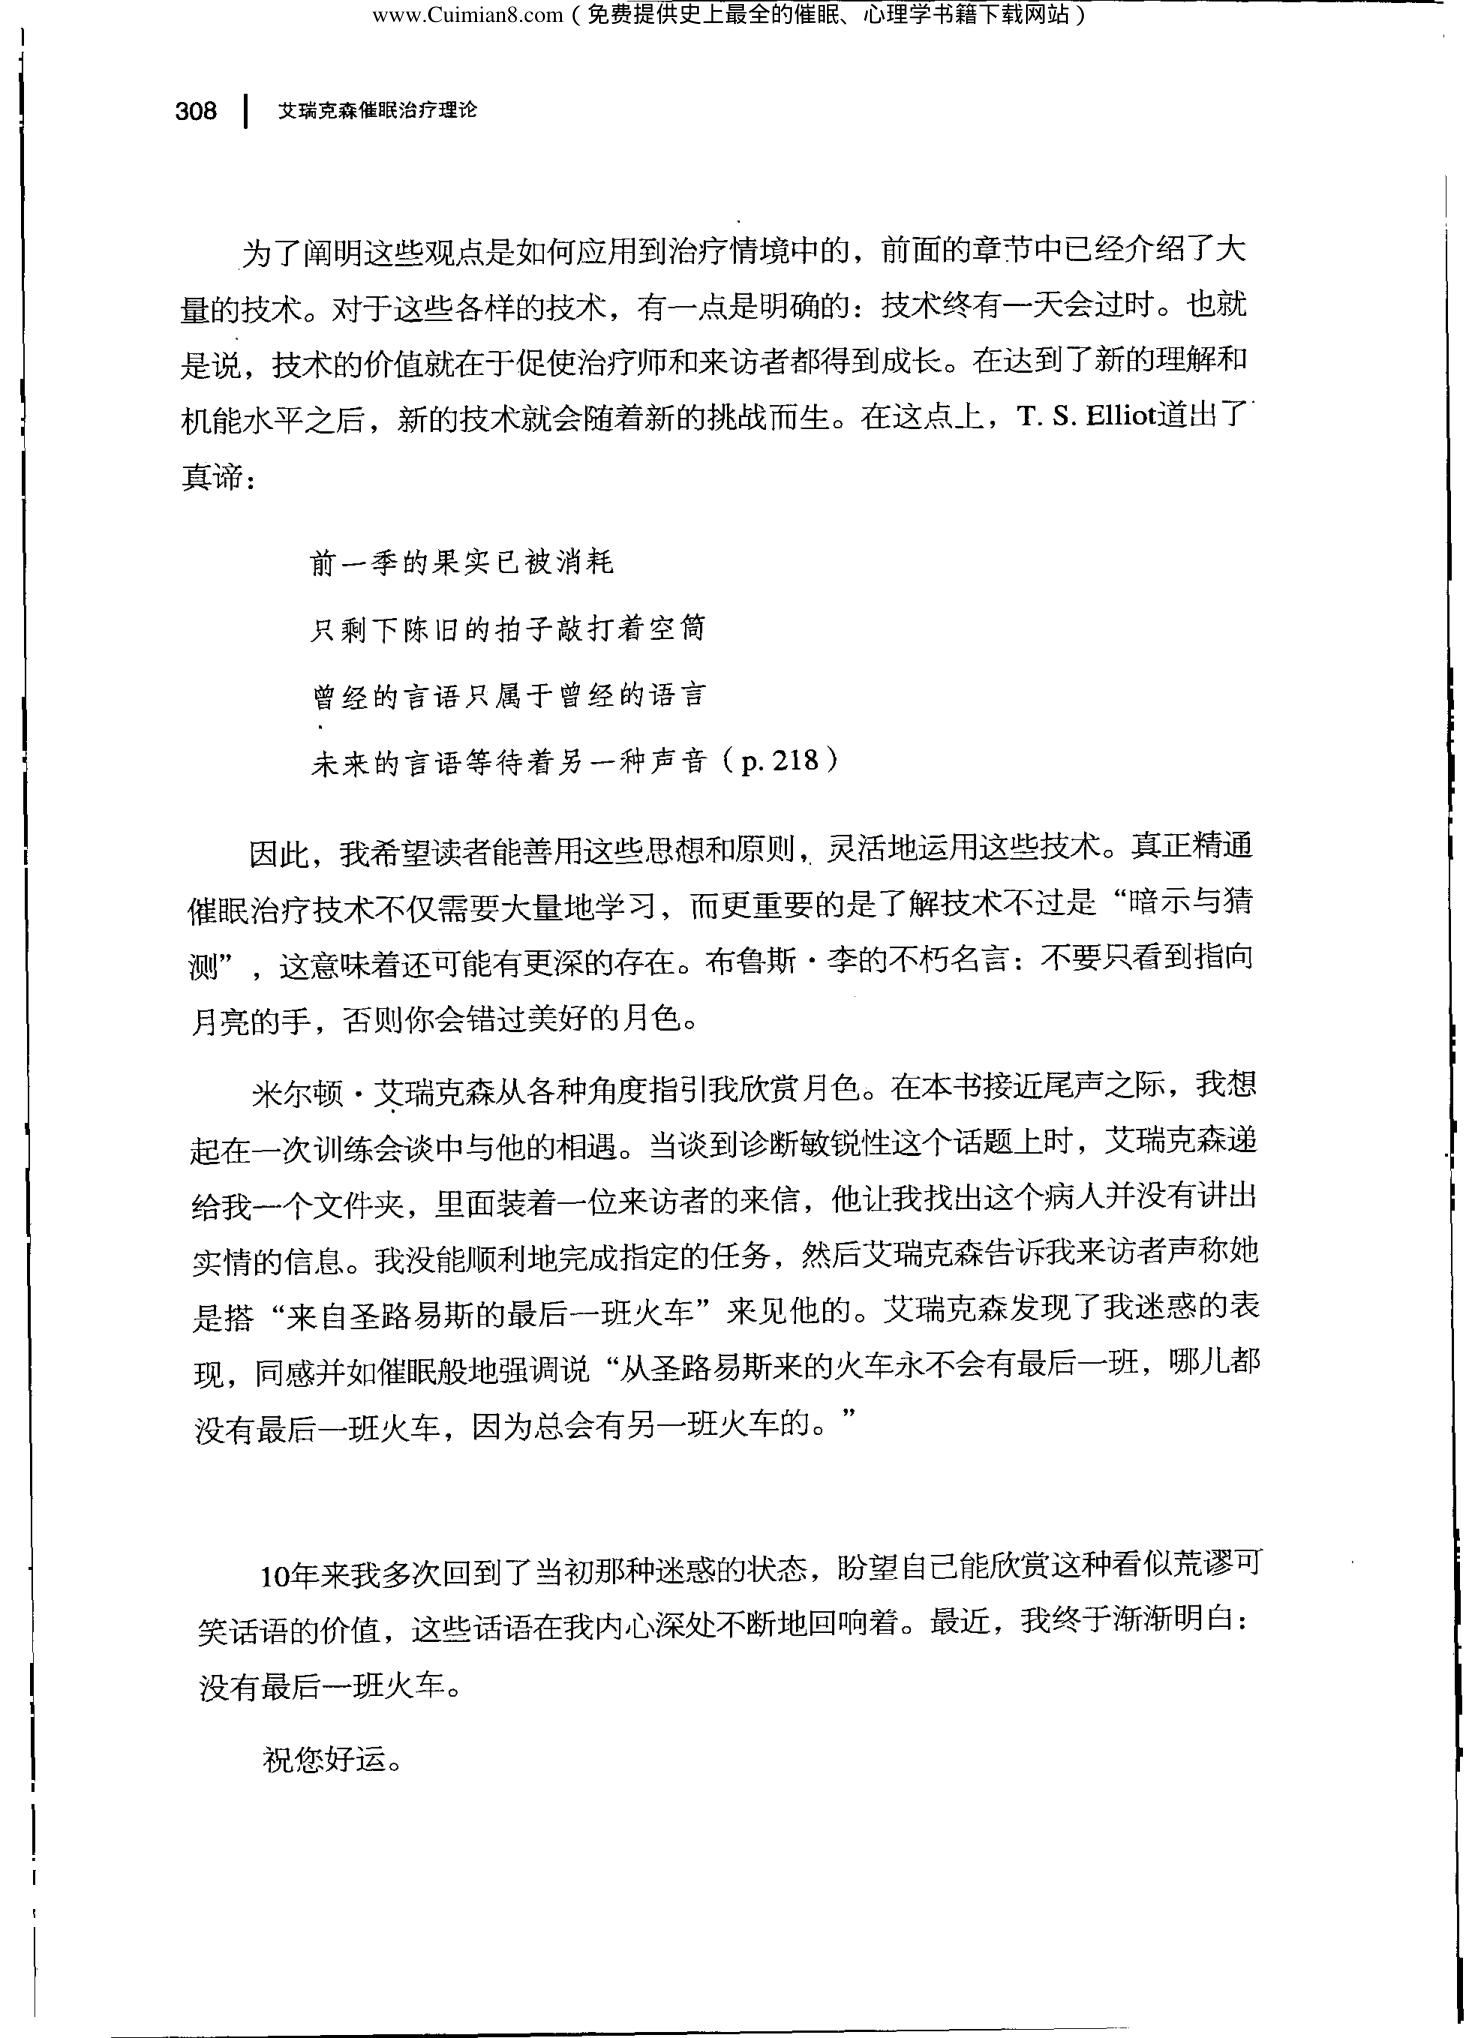 www.Cuimian8.com（免费提供史上最全的催眠、心理学书籍下载网站）
308 | 艾瑞克森催眠治疗理论
为了阐明这些观点是如何应用到治疗情境中的，前面的章节中已经介绍了大
量的技术。对于这些各样的技术，有一点是明确的：技术终有一天会过时。也就
是说，技术的价值就在于促使治疗师和来访者都得到成长。在达到了新的理解和
机能水平之后，新的技术就会随着新的挑战而生。在这点上，T. S. Elliot道出了
真谛：
前一季的果实已被消耗
只剩下陈旧的拍子敲打着空筒
曾经的言语只属于曾经的语言
未来的言语等待着另一种声音（p. 218）
因此，我希望读者能善用这些思想和原则，灵活地运用这些技术。真正精通
催眠治疗技术不仅需要大量地学习，而更重要的是了解技术不过是“暗示与猜
测”，这意味着还可能有更深的存在。布鲁斯·李的不朽名言：不要只看到指向
月亮的手，否则你会错过美好的月色。
米尔顿·艾瑞克森从各种角度指引我欣赏月色。在本书接近尾声之际，我想
起在一次训练会谈中与他的相遇。当谈到诊断敏锐性这个话题上时，艾瑞克森递
给我一个文件夹，里面装着一位来访者的来信，他让我找出这个病人并没有讲出
实情的信息。我没能顺利地完成指定的任务，然后艾瑞克森告诉我来访者声称她
是搭“来自圣路易斯的最后一班火车”来见他的。艾瑞克森发现了我迷惑的表
现，同感并如催眠般地强调说“从圣路易斯来的火车永不会有最后一班，哪儿都
没有最后一班火车，因为总会有另一班火车的。”
10年来我多次回到了当初那种迷惑的状态，盼望自己能欣赏这种看似荒谬可
笑话语的价值，这些话语在我内心深处不断地回响着。最近，我终于渐渐明白：
没有最后一班火车。
祝您好运。